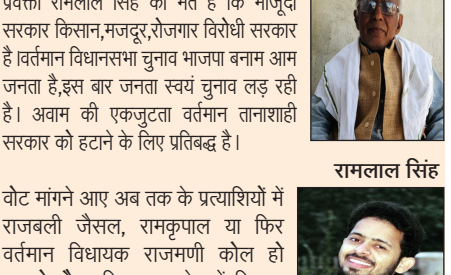 प्रवक्ता रामलाल सिंह का मत है कि मौजूदा
सरकार किसान,मजदूर,रोजगार विरोधी सरकार
है।वर्तमान विधानसभा चुनाव भाजपा बनाम आम
जनता है,इस बार जनता स्वयं चुनाव लड़ रही
है। अवाम की एकजुटता वर्तमान तानाशाही
सरकार को हटाने के लिए प्रतिबद्ध है।
रामलाल सिंह
वोट मांगने आए अब तक के प्रत्याशियों में
राजबली जैसल, रामकृपाल या फिर
वर्तमान विधायक राजमणी कोल हो